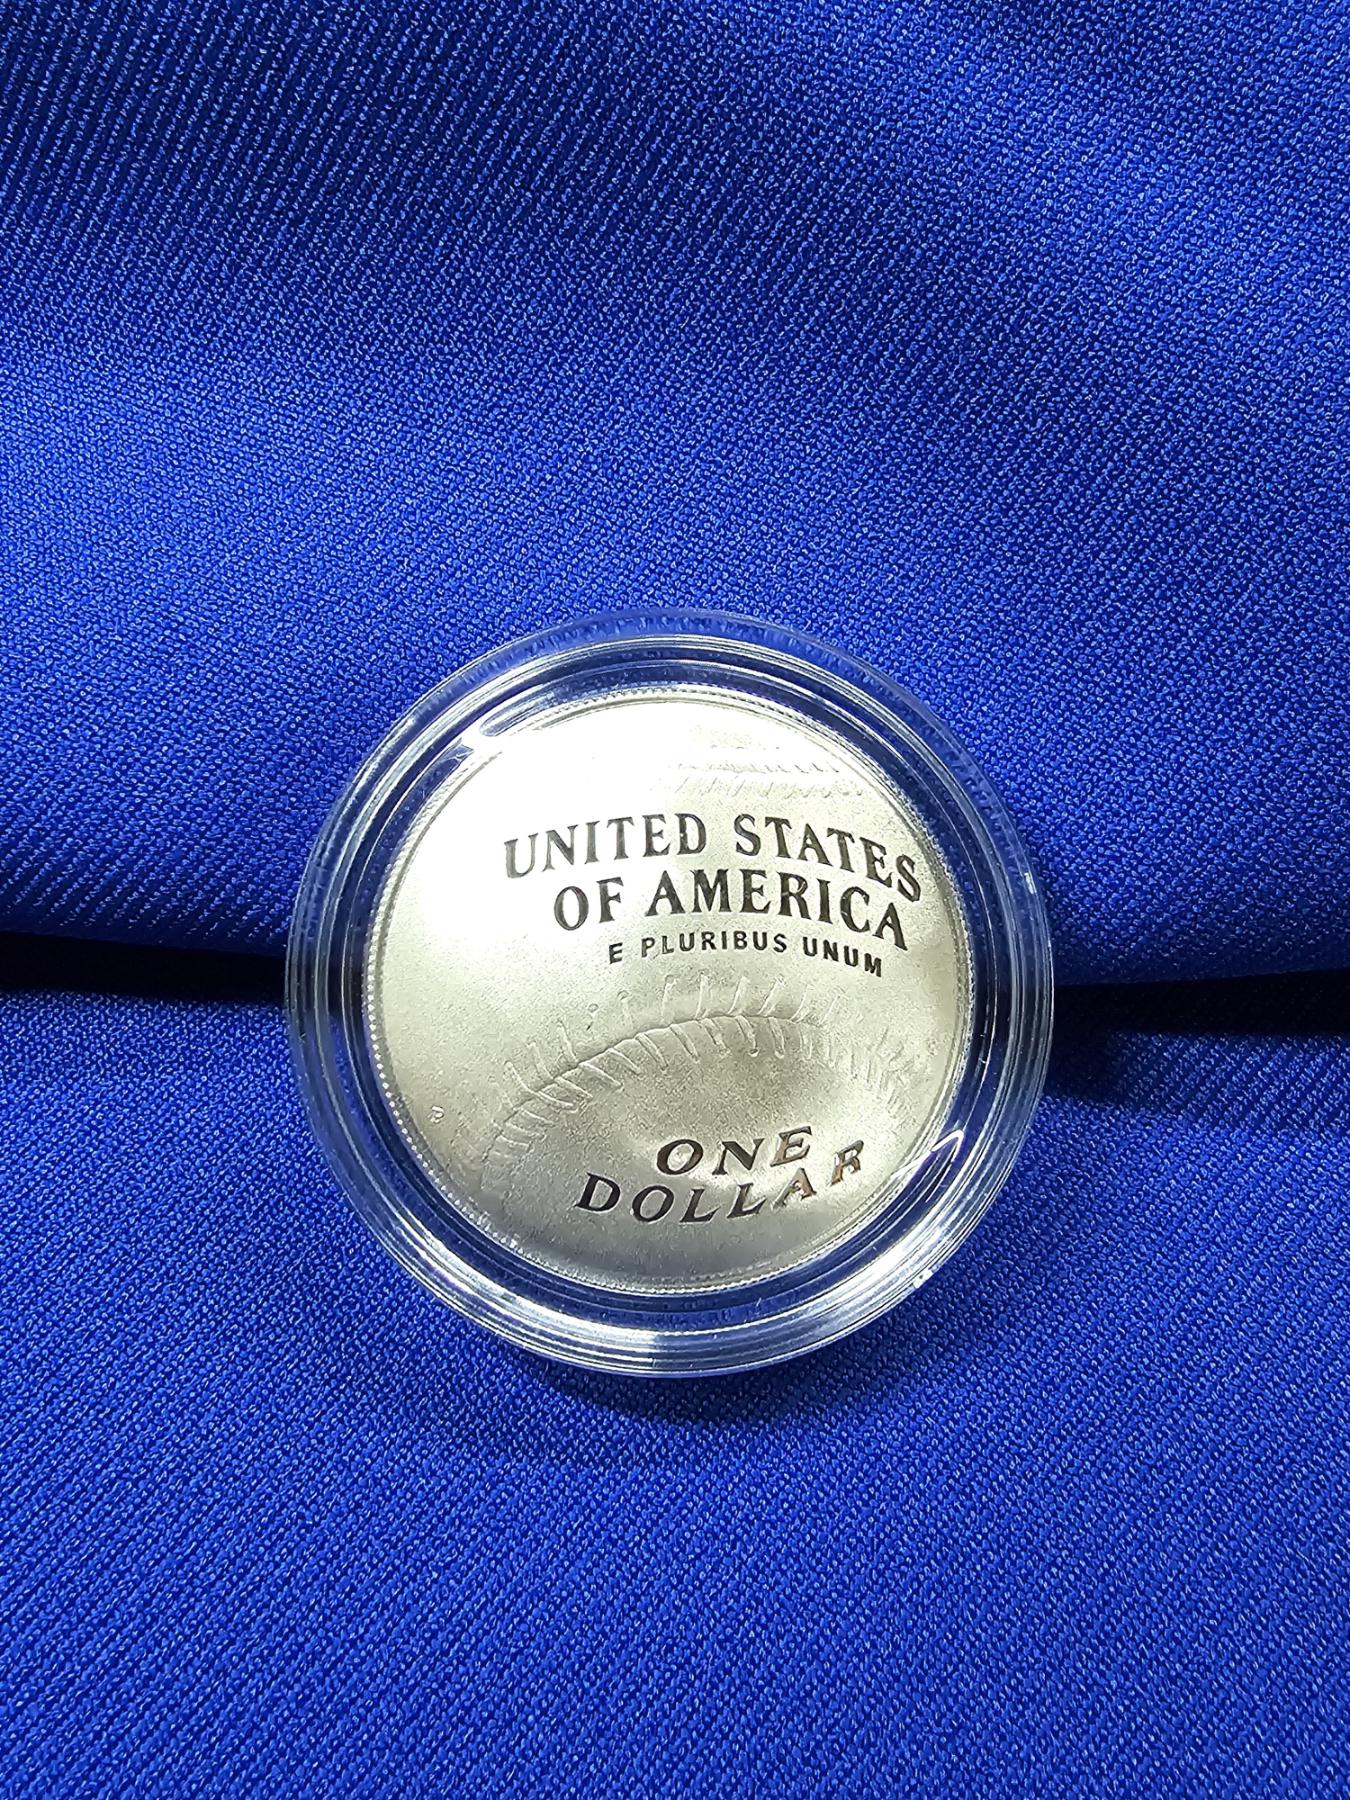 UNITED STATES
OF AMERICA
E PLURIBUS UNUM
ONE
DOLLAR